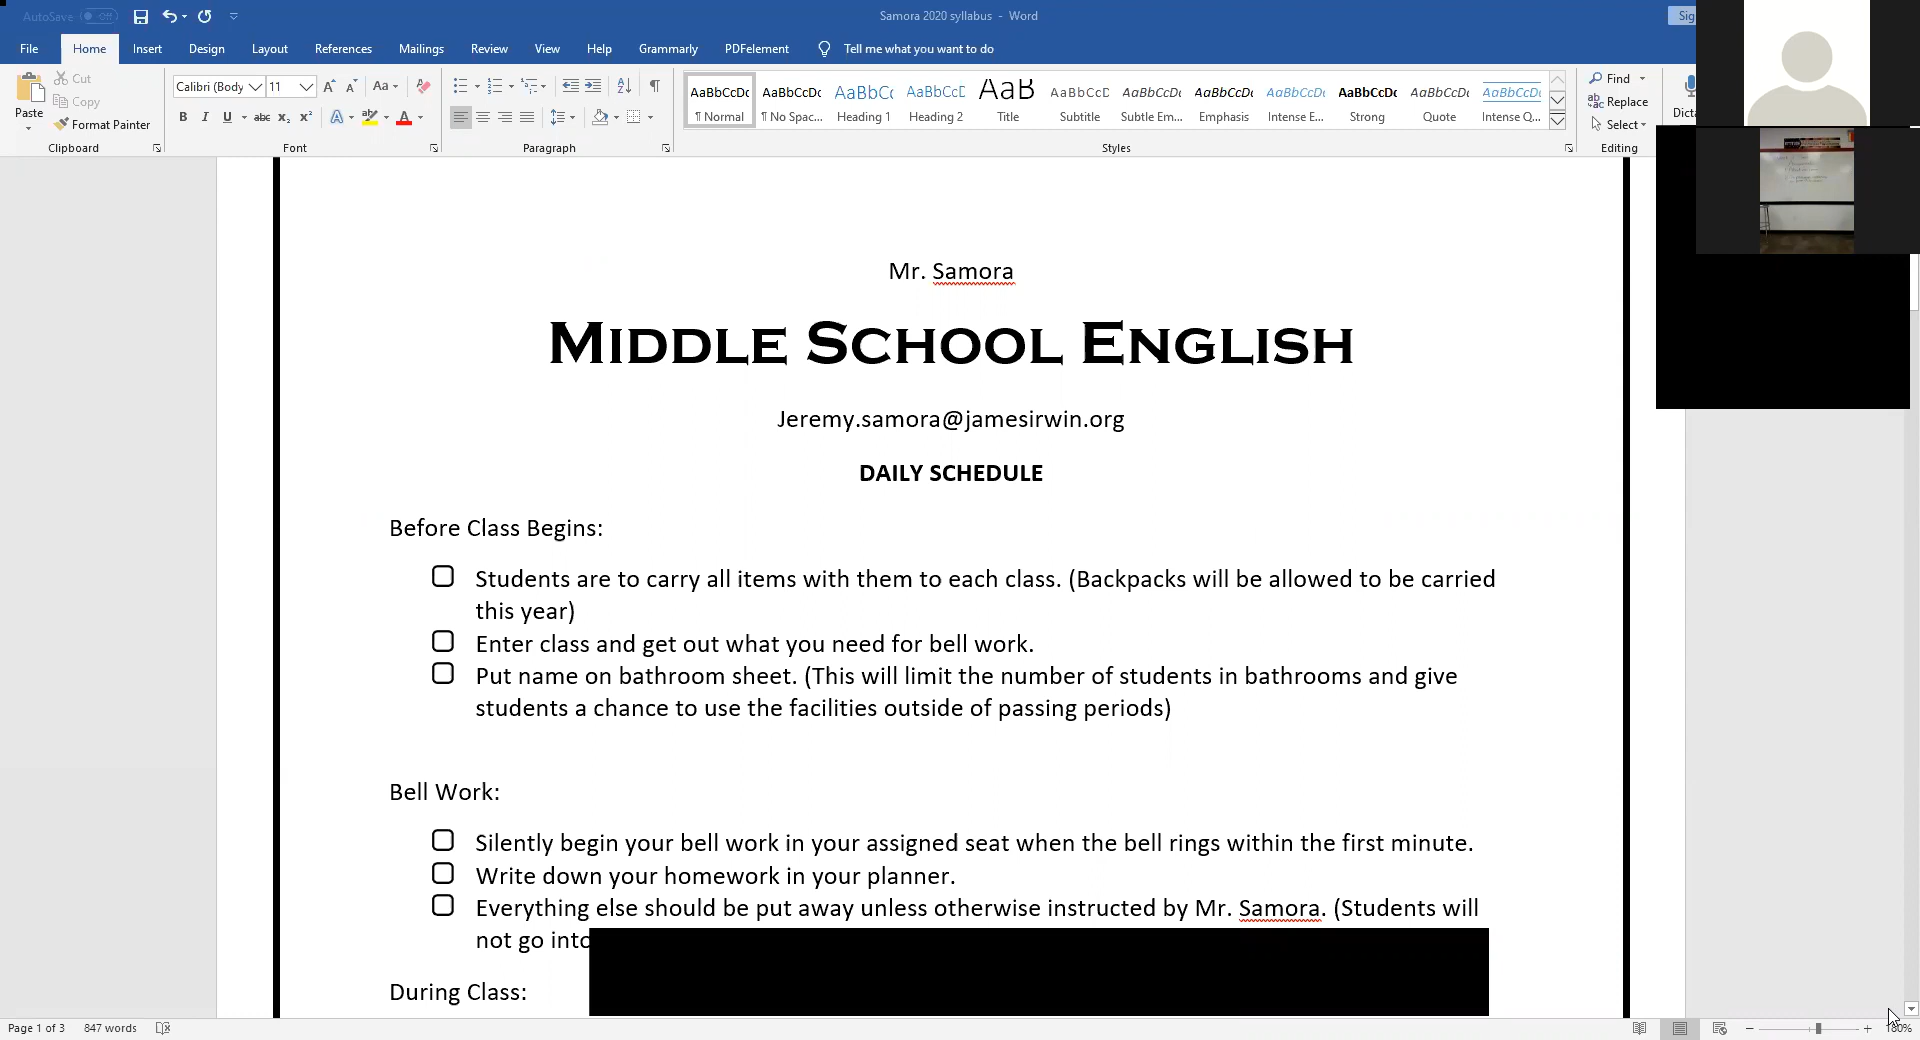 AutoSave Off
Samora 2020 syllabus - Word
Sig
File Home Insert Design Layout References Mailings Review View Help Grammarly PDFelement Tell me what you want to do
Paste
Cut
Copy
Format Painter
Clipboard
Calibri (Body 11
Font
Paragraph
AaBbCcDc AaBbCcDc AaBbCc AaBbCcD AaB AaBbCcD AaBbCcDc AaBbCcDc AaBbCcDc AaBbCcDc AaBbCcDc AaBbCcDc
¶ Normal ¶ No Spac... Heading 1 Heading 2 Title Subtitle Subtle Em... Emphasis Intense E... Strong Quote Intense Q...
Styles
Find
Replace
Select
Editing
Dicta
Mr. Samora
MIDDLE SCHOOL ENGLISH
Jeremy.samora@jamesirwin.org
DAILY SCHEDULE
Before Class Begins:
Students are to carry all items with them to each class. (Backpacks will be allowed to be carried
this year)
Enter class and get out what you need for bell work.
Put name on bathroom sheet. (This will limit the number of students in bathrooms and give
students a chance to use the facilities outside of passing periods)
Bell Work:
Silently begin your bell work in your assigned seat when the bell rings within the first minute.
Write down your homework in your planner.
Everything else should be put away unless otherwise instructed by Mr. Samora. (Students will
not go into
During Class:
Page 1 of 3 847 words
180%